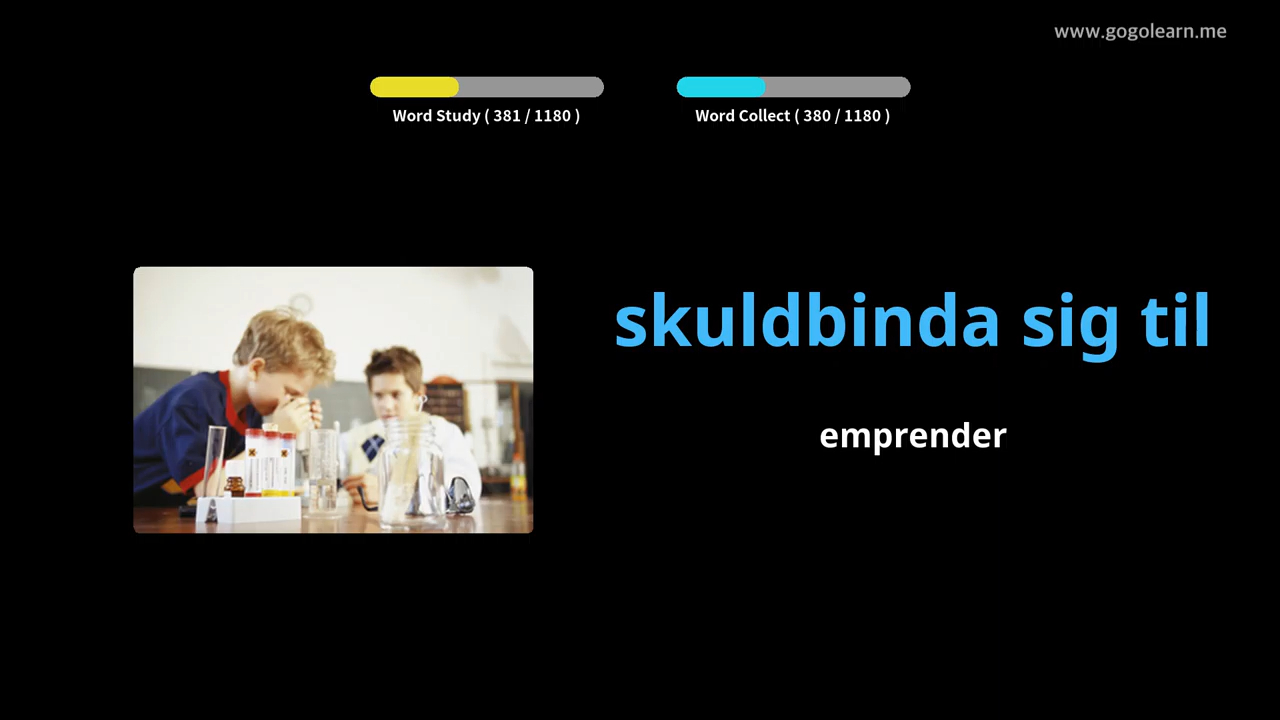 www.gogolearn.me
Word Study ( 381 / 1180 )
Word Collect ( 380 / 1180 )
skuldbinda sig til
emprender